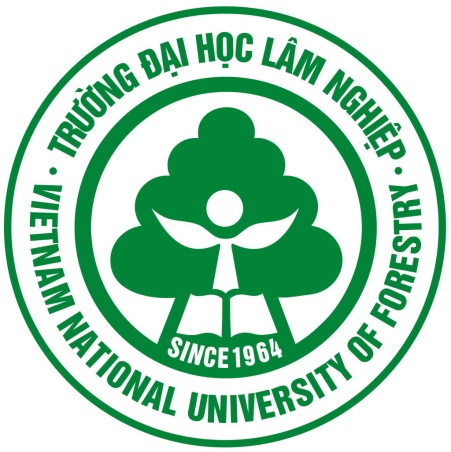 TRƯỜNG ĐẠI HỌC LÂM NGHIỆP
VIETNAM NATIONAL UNIVERSITY OF FORESTRY
SINCE 1964